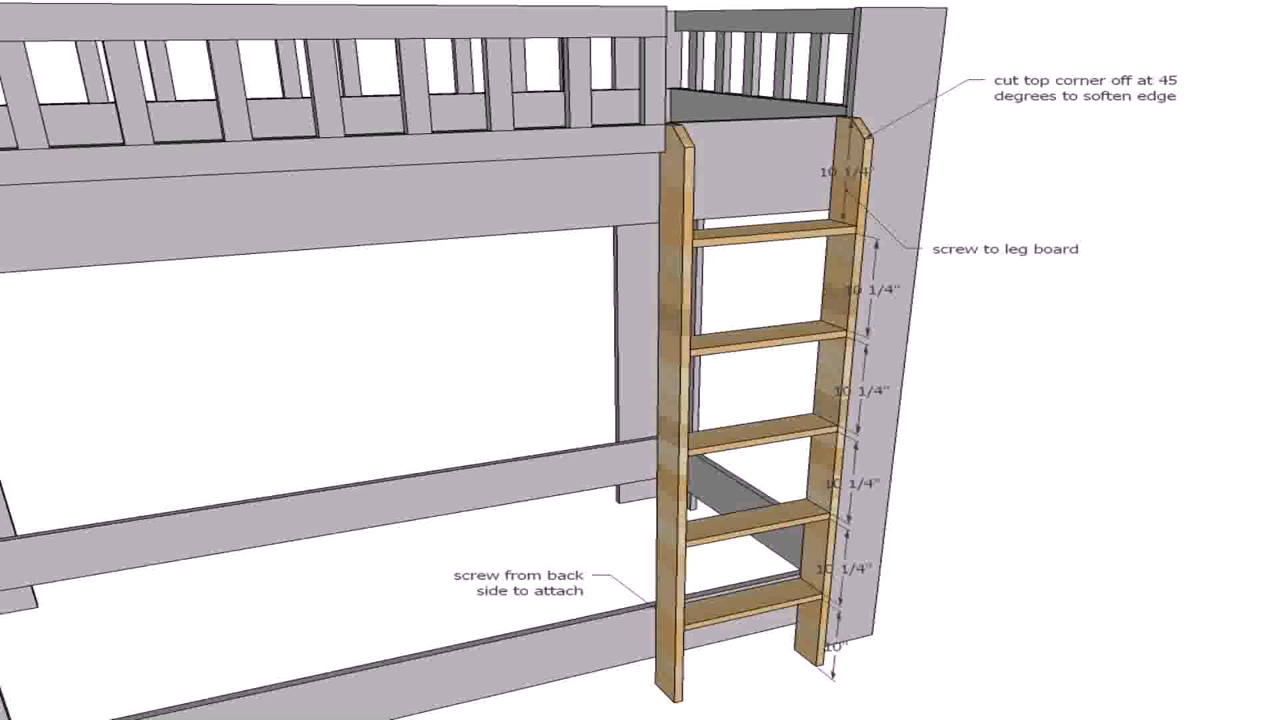 cut top corner off at 45
degrees to soften edge
10 1/4"
screw to leg board
10 1/4"
10 1/4"
10 1/4"
screw from back
side to attach
10 1/4"
10"